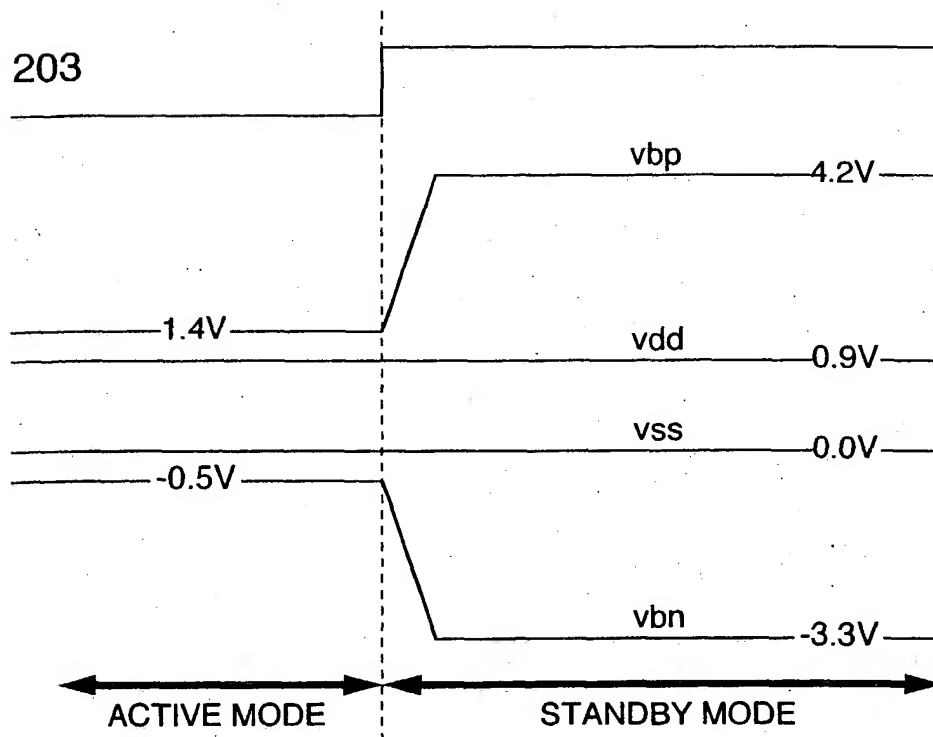 203
vbp
4.2V
1.4V
vdd
0.9V
vss
0.0V
-0.5V
vbn
-3.3V
ACTIVE MODE
STANDBY MODE